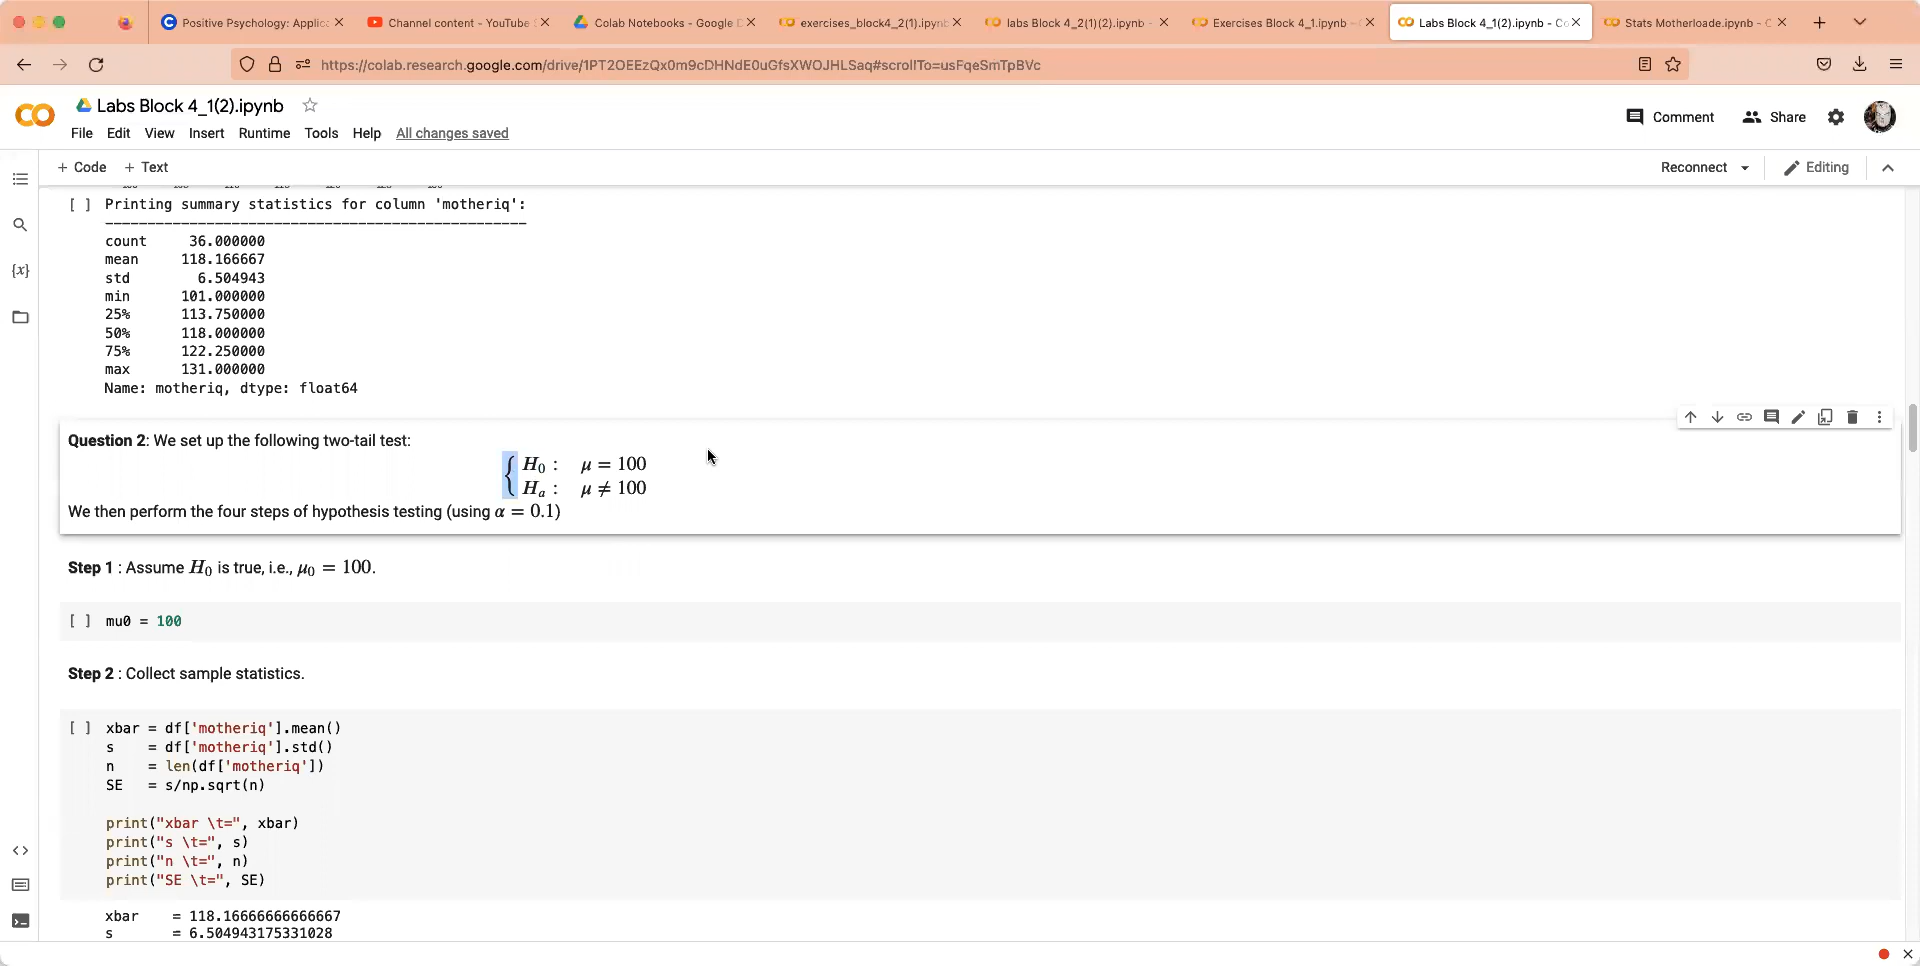 Positive Psychology: Applic
Channel content - YouTube
Colab Notebooks - Google D
exercises_block4_2(1).ipynb
labs Block 4_2(1)(2).ipynb -
Exercises Block 4_1.ipynb -
Labs Block 4_1(2).ipynb - Co
Stats Motherloade.ipynb - C
https://colab.research.google.com/drive/1PT2OEEzQx0m9cDHNdE0uGfsXWOJHLSaq#scrollTo=usFqeSmTpBVc
Labs Block 4_1(2).ipynb
Comment
Share
File Edit View Insert Runtime Tools Help All changes saved
+ Code + Text
Reconnect
Editing
[ ] Printing summary statistics for column 'motheriq':
--------------------------------------------------
count 36.000000
mean 118.166667
std 6.504943
min 101.000000
25% 113.750000
50% 118.000000
75% 122.250000
max 131.000000
Name: motheriq, dtype: float64
Question 2: We set up the following two-tail test:
{ H₀ : μ = 100
Hₐ : μ ≠ 100
We then perform the four steps of hypothesis testing (using α = 0.1)
Step 1 : Assume H₀ is true, i.e., μ₀ = 100.
[ ] mu0 = 100
Step 2 : Collect sample statistics.
[ ] xbar = df['motheriq'].mean()
s = df['motheriq'].std()
n = len(df['motheriq'])
SE = s/np.sqrt(n)
print("xbar \t=", xbar)
print("s \t=", s)
print("n \t=", n)
print("SE \t=", SE)
xbar = 118.16666666666667
s = 6.504943175331028